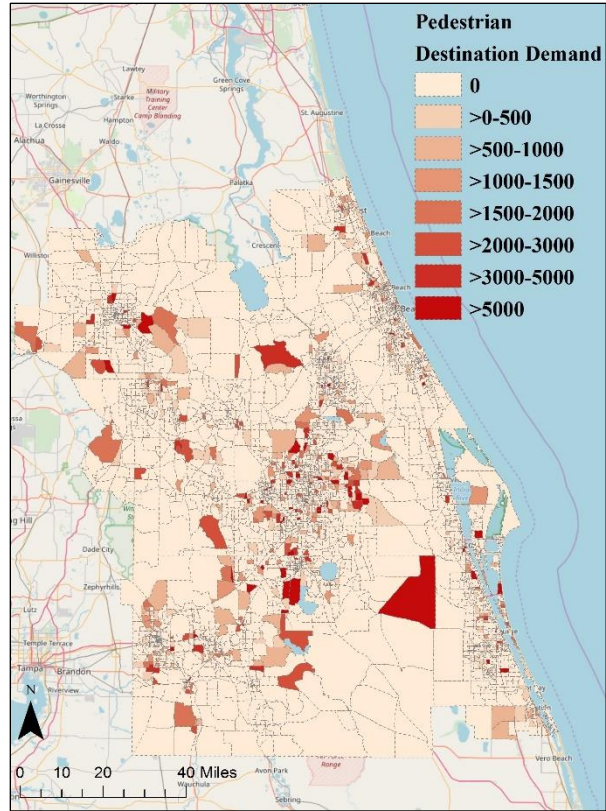 Pedestrian
Destination Demand
0
>0-500
>500-1000
>1000-1500
>1500-2000
>2000-3000
>3000-5000
>5000
Lawtey
Worthington
Springs
Starke
Military
Training
Center
Camp Blanding
Green Cove
Springs
La Crosse
Hampton
St. Augustine
Alachua
Waldo
Gainesville
Palatka
Crescent
Beach
Williston
Beach
Dade City
Zephyrhills
Lutz
Temple Terrace
Tampa
Brandon
Riverview
N
0 10 20 40 Miles
Wauchula
Avon Park
Range
Sebring
Vero Beach